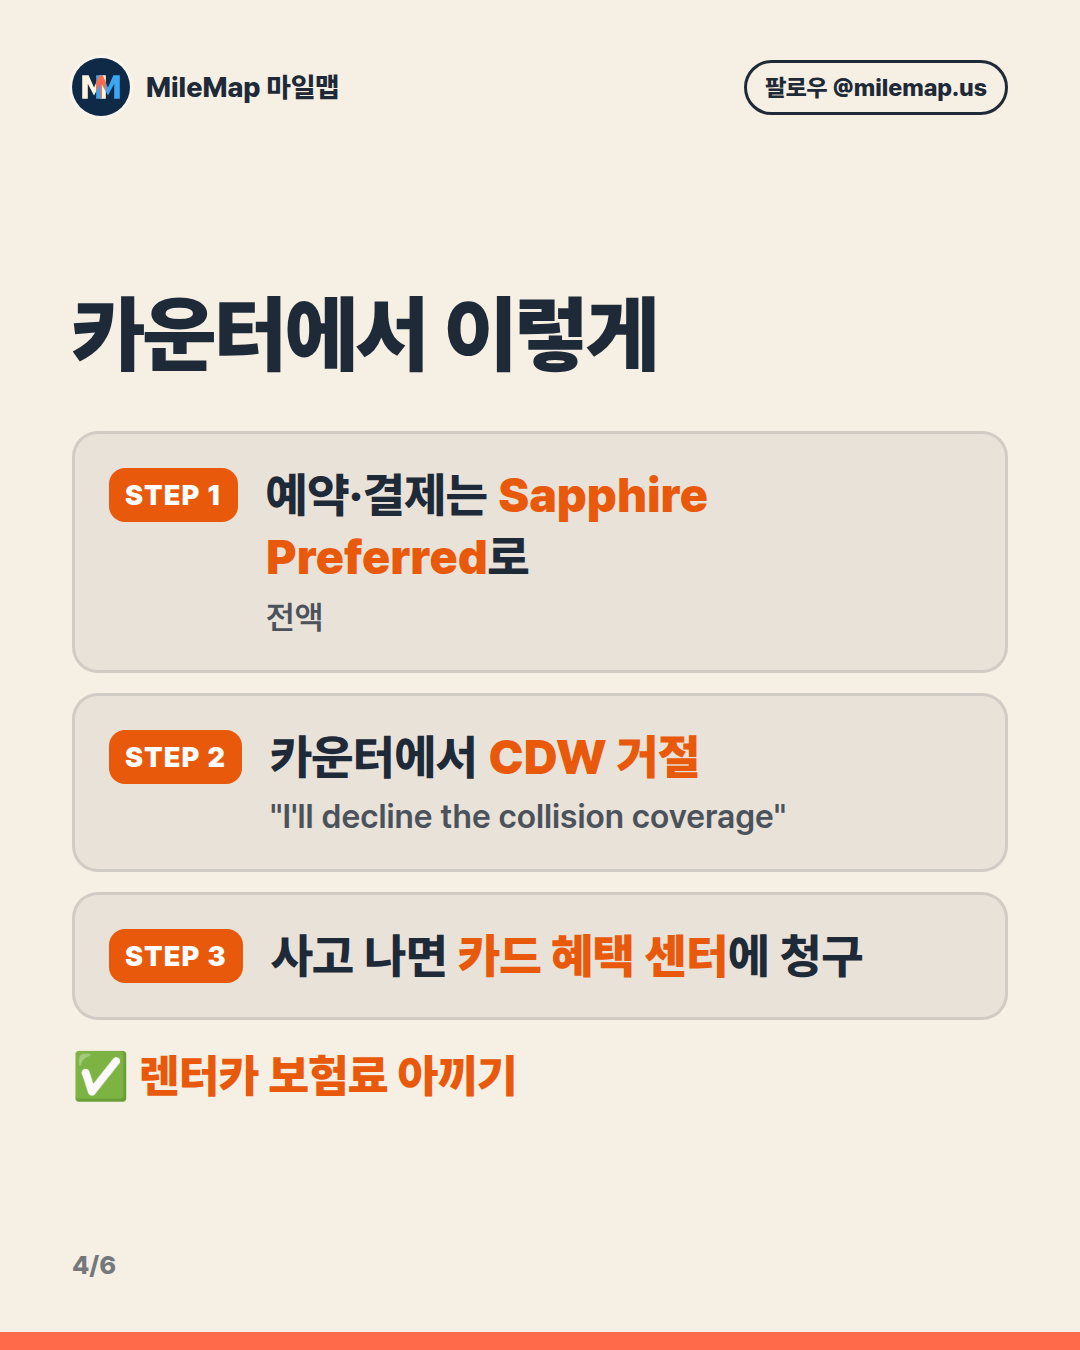 MM
MileMap 마일맵
팔로우 @milemap.us
카운터에서 이렇게
STEP 1
예약·결제는 Sapphire
Preferred로
전액
STEP 2
카운터에서 CDW 거절
"I'll decline the collision coverage"
STEP 3
사고 나면 카드 혜택 센터에 청구
✅ 렌터카 보험료 아끼기
4/6